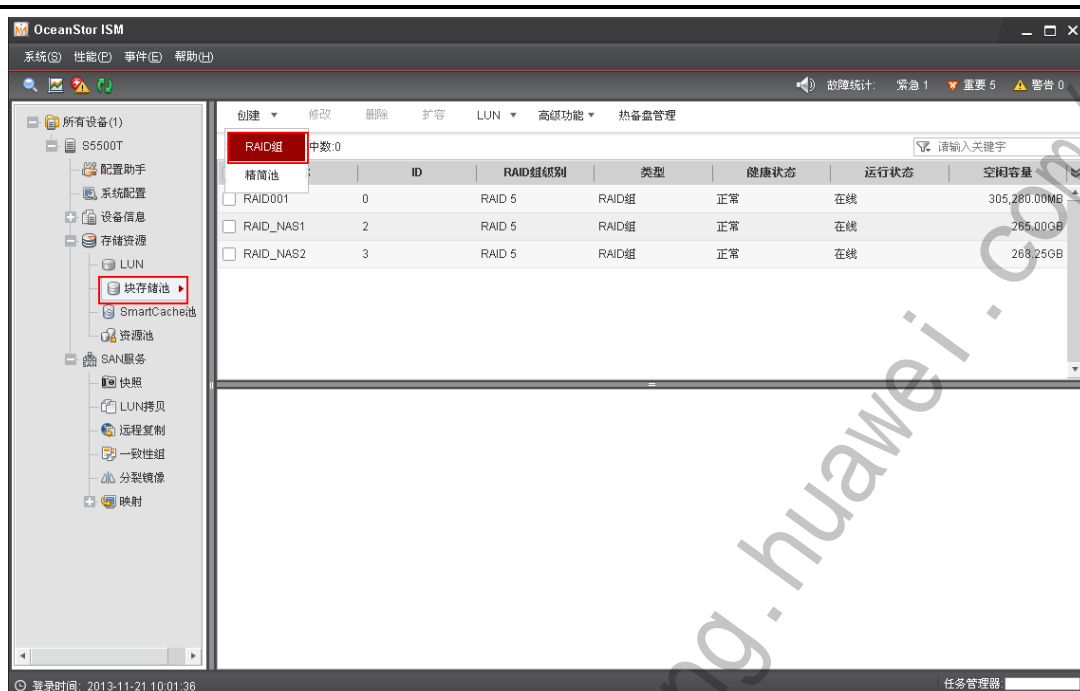 OceanStor ISM
系统(S) 性能(P) 事件(E) 帮助(H)
故障统计: 紧急 1 重要 5 警告 0
所有设备(1)
S5500T
配置助手
系统配置
设备信息
存储资源
LUN
块存储池
SmartCache池
资源池
SAN服务
快照
LUN拷贝
远程复制
一致性组
分裂镜像
映射
创建 修改 删除 扩容 LUN 高级功能 热备盘管理
RAID组 中数:0 请输入关键字
精简池 ID RAID组级别 类型 健康状态 运行状态 空闲容量
RAID001 0 RAID 5 RAID组 正常 在线 305,280.00MB
RAID_NAS1 2 RAID 5 RAID组 正常 在线 265.00GB
RAID_NAS2 3 RAID 5 RAID组 正常 在线 268.25GB
登录时间: 2013-11-21 10:01:36 任务管理器:
ng.huawei.com